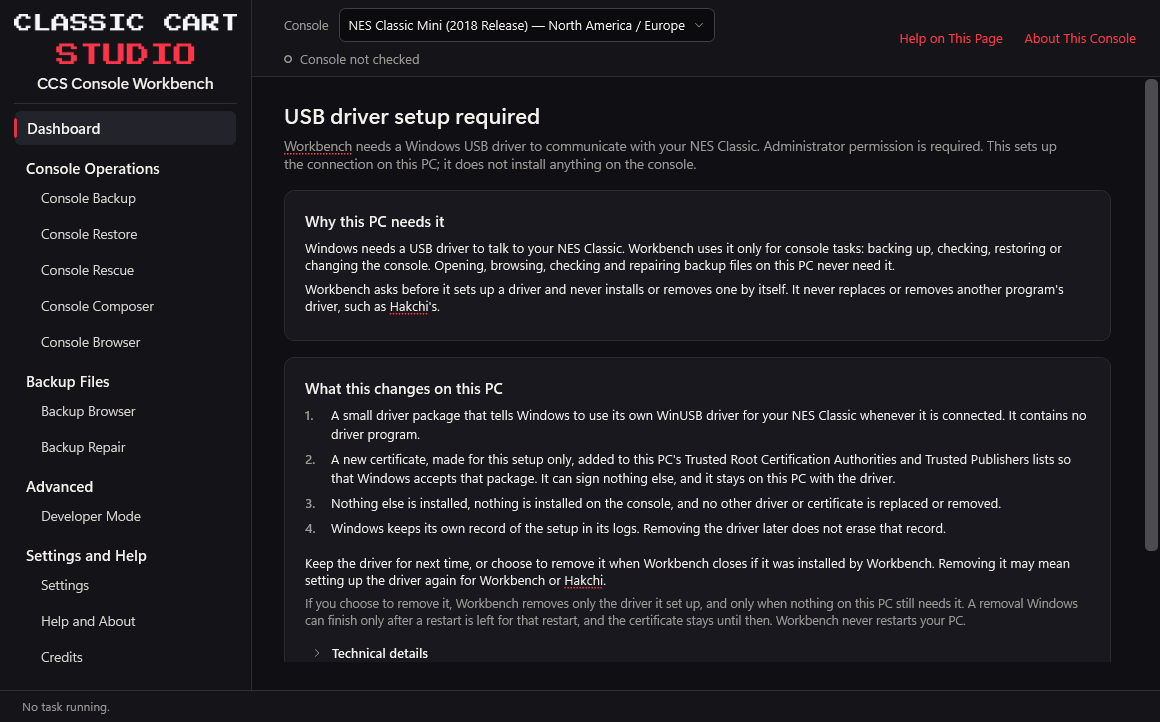 CLASSIC CART
STUDIO
CCS Console Workbench
Dashboard
Console Operations
Console Backup
Console Restore
Console Rescue
Console Composer
Console Browser
Backup Files
Backup Browser
Backup Repair
Advanced
Developer Mode
Settings and Help
Settings
Help and About
Credits
Console
NES Classic Mini (2018 Release) — North America / Europe
Console not checked
Help on This Page
About This Console
USB driver setup required
Workbench needs a Windows USB driver to communicate with your NES Classic. Administrator permission is required. This sets up
the connection on this PC; it does not install anything on the console.
Why this PC needs it
Windows needs a USB driver to talk to your NES Classic. Workbench uses it only for console tasks: backing up, checking, restoring or
changing the console. Opening, browsing, checking and repairing backup files on this PC never need it.
Workbench asks before it sets up a driver and never installs or removes one by itself. It never replaces or removes another program's
driver, such as Hakchi's.
What this changes on this PC
1. A small driver package that tells Windows to use its own WinUSB driver for your NES Classic whenever it is connected. It contains no
driver program.
2. A new certificate, made for this setup only, added to this PC's Trusted Root Certification Authorities and Trusted Publishers lists so
that Windows accepts that package. It can sign nothing else, and it stays on this PC with the driver.
3. Nothing else is installed, nothing is installed on the console, and no other driver or certificate is replaced or removed.
4. Windows keeps its own record of the setup in its logs. Removing the driver later does not erase that record.
Keep the driver for next time, or choose to remove it when Workbench closes if it was installed by Workbench. Removing it may mean
setting up the driver again for Workbench or Hakchi.
If you choose to remove it, Workbench removes only the driver it set up, and only when nothing on this PC still needs it. A removal Windows
can finish only after a restart is left for that restart, and the certificate stays until then. Workbench never restarts your PC.
Technical details
No task running.